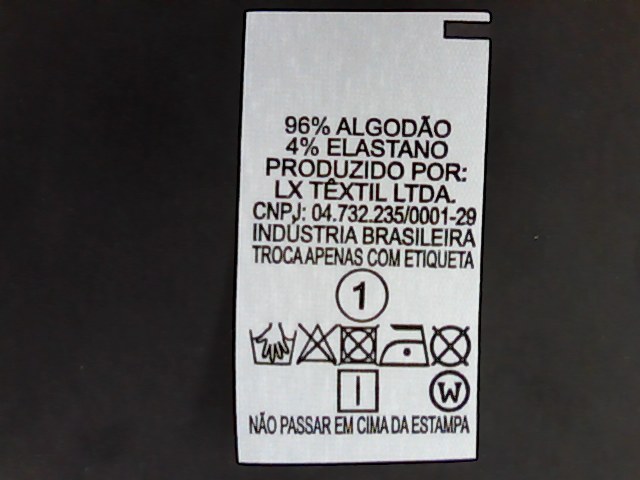 96% ALGODÃO
4% ELASTANO
PRODUZIDO POR:
LX TÊXTIL LTDA.
CNPJ: 04.732.235/0001-29
INDÚSTRIA BRASILEIRA
TROCA APENAS COM ETIQUETA
1
W
NÃO PASSAR EM CIMA DA ESTAMPA